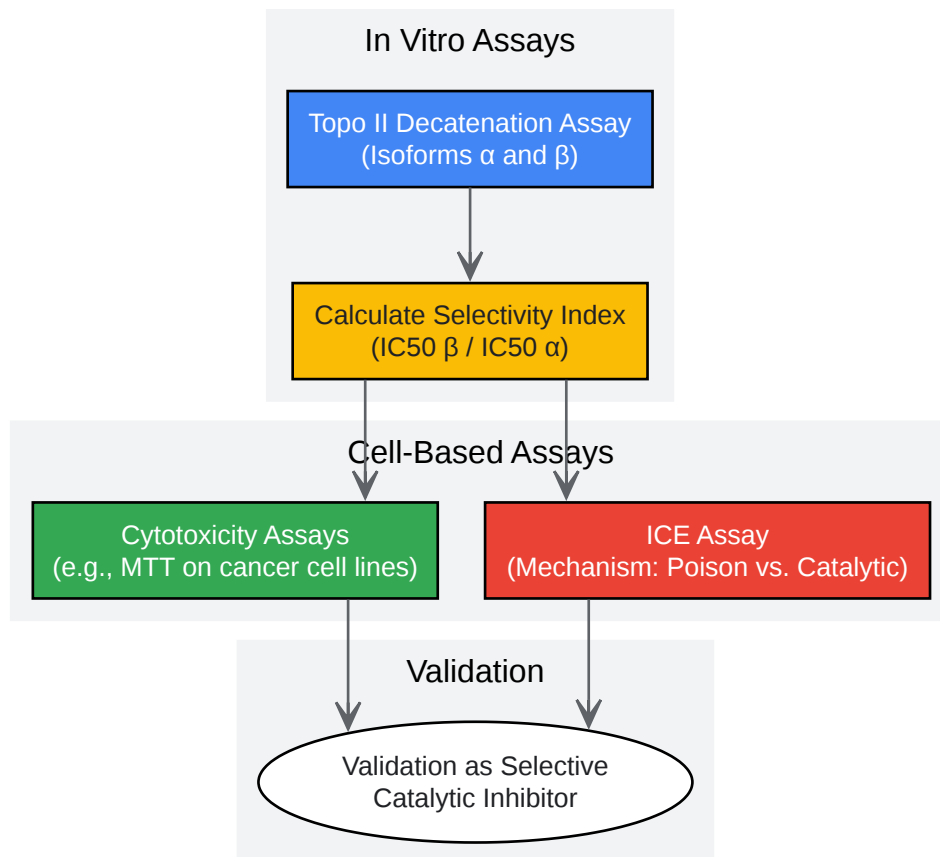 In Vitro Assays
Topo II Decatenation Assay
(Isoforms α and β)
Calculate Selectivity Index
(IC50 β / IC50 α)
Cell-Based Assays
Cytotoxicity Assays
(e.g., MTT on cancer cell lines)
ICE Assay
(Mechanism: Poison vs. Catalytic)
Validation
Validation as Selective
Catalytic Inhibitor